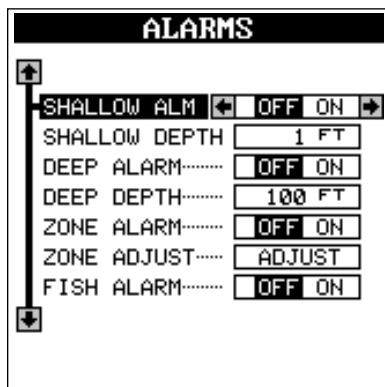 ALARMS
SHALLOW ALM OFF ON
SHALLOW DEPTH 1 FT
DEEP ALARM········ OFF ON
DEEP DEPTH········ 100 FT
ZONE ALARM········ OFF ON
ZONE ADJUST······ ADJUST
FISH ALARM········ OFF ON